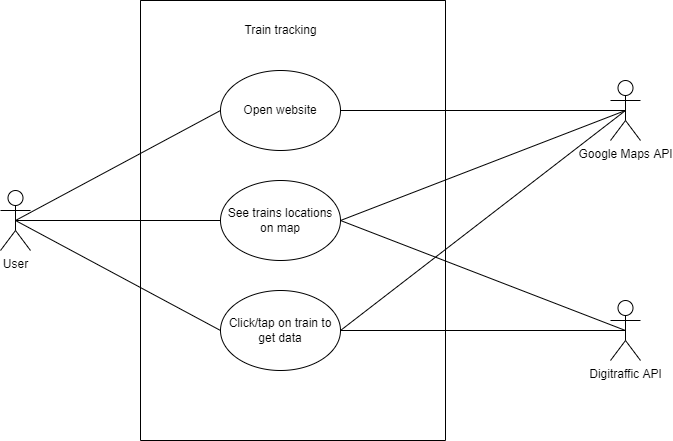 Train tracking
Open website
Google Maps API
See trains locations
on map
User
Click/tap on train to
get data
Digitraffic API